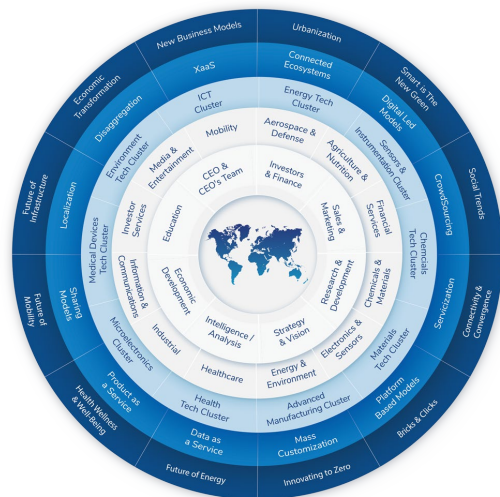 New Business Models
Urbanization
Smart is The
New Green
Social Trends
Connectivity &
Convergence
Bricks & Clicks
Innovating to Zero
Future of Energy
Health Wellness
& Well-Being
Future of
Mobility
Future of
Infrastructure
Economic
Transformation
XaaS
Connected
Ecosystems
Digital Led
Models
CrowdSourcing
Servicization
Platform
Based Models
Mass
Customization
Data as
a Service
Product as
a Service
Sharing
Models
Localization
Disaggregation
ICT
Cluster
Energy Tech
Cluster
Sensors &
Instrumentation Cluster
Chemcials
Tech Cluster
Materials
Tech Cluster
Advanced
Manufacturing Cluster
Health
Tech Cluster
Microelectronics
Cluster
Medical Devices
Tech Cluster
Environment
Tech Cluster
Mobility
Aerospace &
Defense
Agriculture &
Nutrition
Financial
Services
Chemicals &
Materials
Electronics &
Sensors
Energy &
Environment
Healthcare
Industrial
Information &
Communications
Investor
Services
Media &
Entertainment
CEO &
CEO's Team
Investors
& Finance
Sales &
Marketing
Research &
Development
Strategy
& Vision
Intelligence /
Analysis
Economic
Development
Education